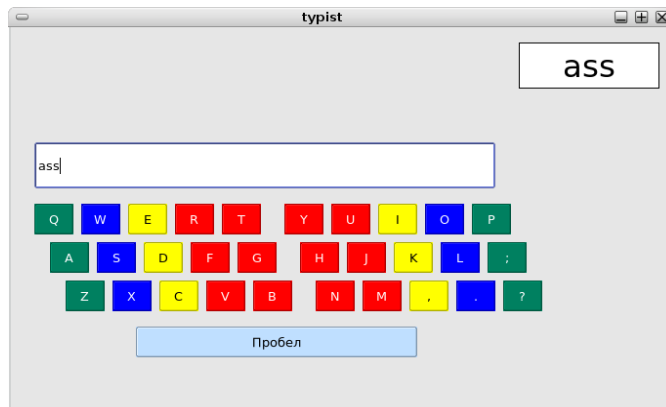 typist
ass
ass
Q W E R T Y U I O P
A S D F G H J K L ;
Z X C V B N M , . ?
Пробел